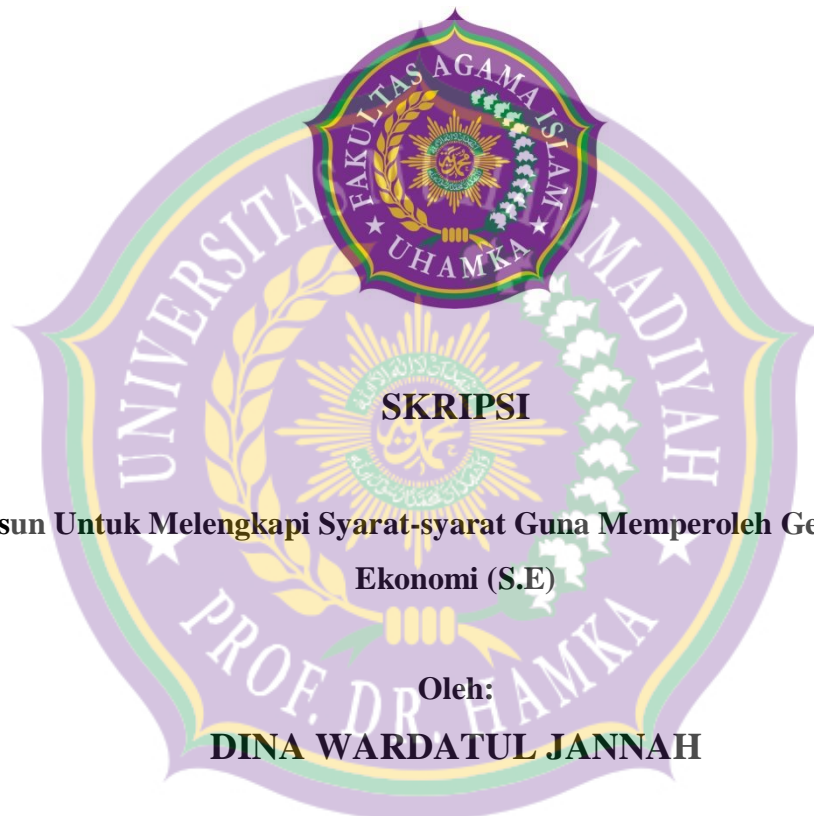 FAKULTAS AGAMA ISLAM
UHAMKA
UNIVERSITAS MADIYAH
PROF. DR. HAMKA
SKRIPSI
sun Untuk Melengkapi Syarat-syarat Guna Memperoleh Ge
Ekonomi (S.E)
Oleh:
DINA WARDATUL JANNAH